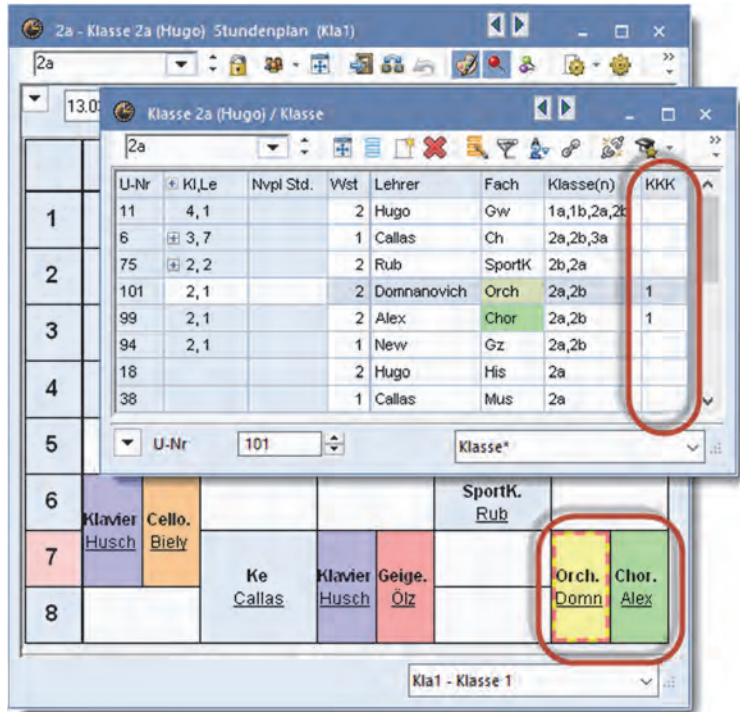 2a - Klasse 2a (Hugo) Stundenplan (Kla1)
2a
13.0
Klasse 2a (Hugo) / Klasse
2a
U-Nr Kl,Le Nvpl Std. Wst Lehrer Fach Klasse(n) KKK
11 4, 1 2 Hugo Gw 1a,1b,2a,2b
6 3, 7 1 Callas Ch 2a,2b,3a
75 2, 2 2 Rub SportK 2b,2a
101 2, 1 2 Domnanovich Orch 2a,2b 1
99 2, 1 2 Alex Chor 2a,2b 1
94 2, 1 1 New Gz 2a,2b
18 2 Hugo His 2a
38 1 Callas Mus 2a
U-Nr 101 Klasse*
1
2
3
4
5
6
7
8
Klavier Cello.
Husch Biely
SportK.
Rub
Ke
Callas
Klavier Geige.
Husch Ölz
Orch. Chor.
Domn Alex
Kla1 - Klasse 1